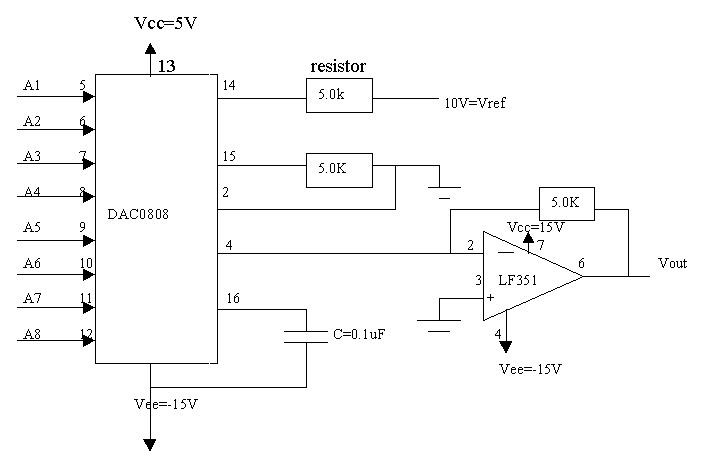 Vcc=5V
13
resistor
A1 5
14
5.0k
10V=Vref
A2 6
A3 7
15
5.0K
A4 8
2
DAC0808
5.0K
A5 9
Vcc=15V
4
2
7
A6 10
6
Vout
3
LF351
A7 11
16
+
A8 12
C=0.1uF
4
Vee=-15V
Vee=-15V